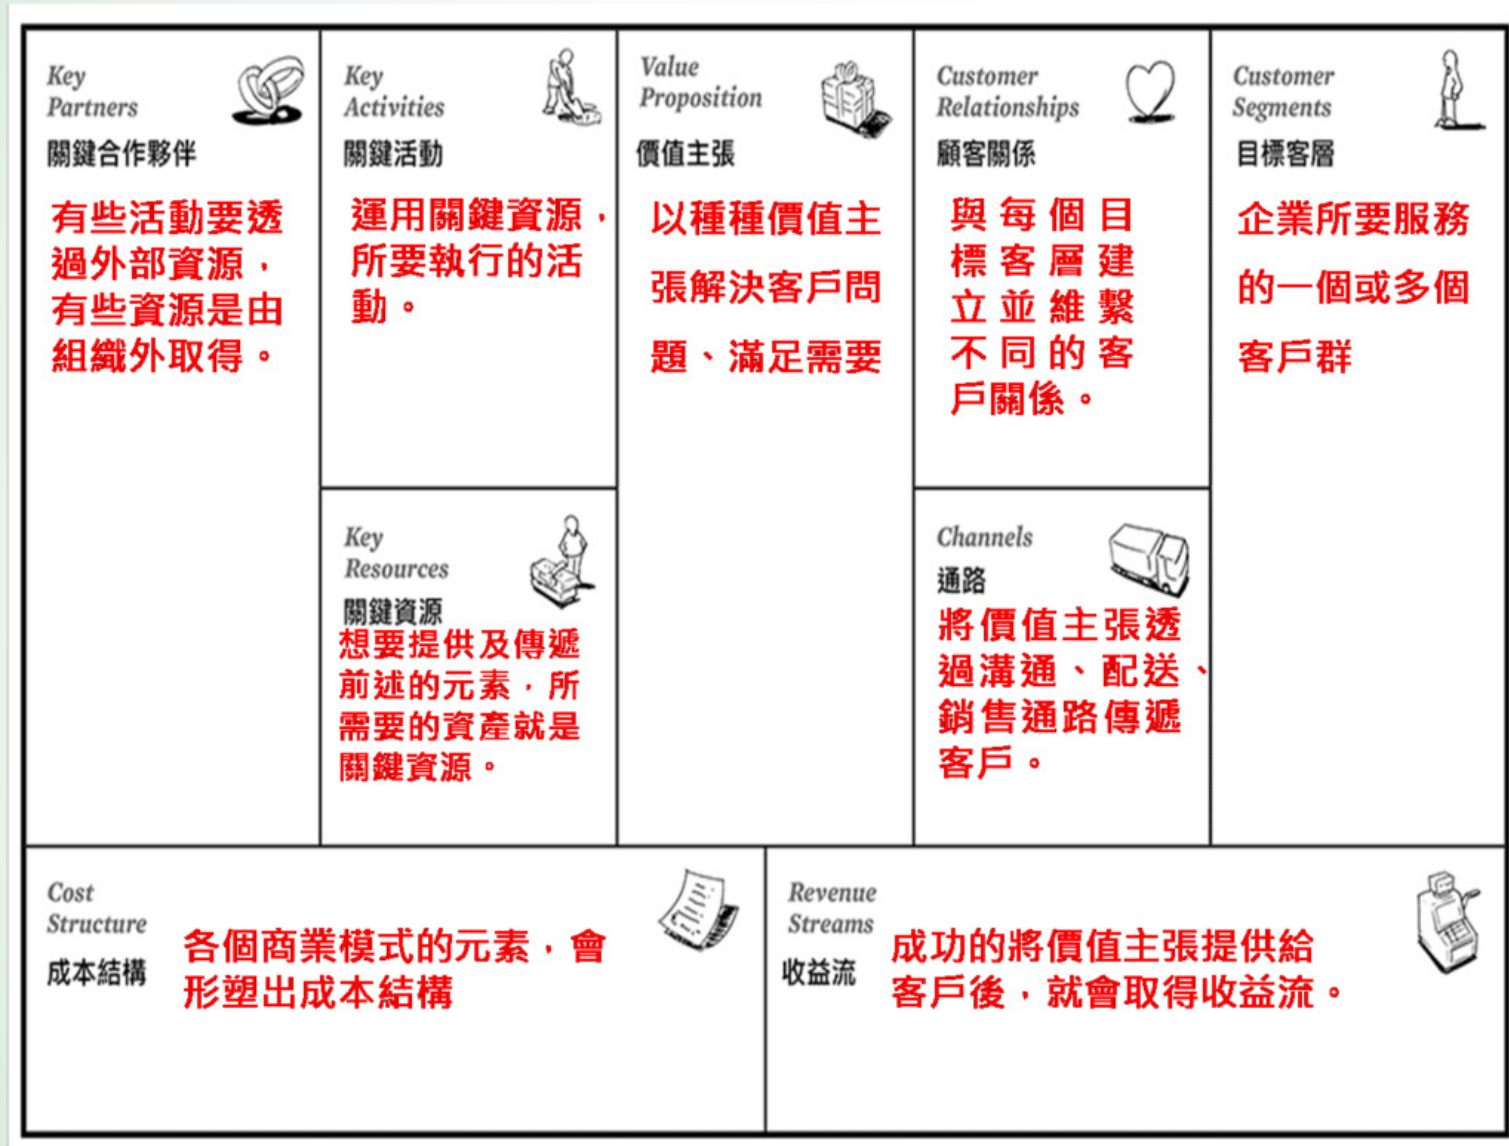 Key
Partners
關鍵合作夥伴
有些活動要透
過外部資源，
有些資源是由
組織外取得。
Key
Activities
關鍵活動
運用關鍵資源，
所要執行的活
動。
Key
Resources
關鍵資源
想要提供及傳遞
前述的元素，所
需要的資產就是
關鍵資源。
Value
Proposition
價值主張
以種種價值主
張解決客戶問
題、滿足需要
Customer
Relationships
顧客關係
與每個目
標客層建
立並維繫
不同的客
戶關係。
Channels
通路
將價值主張透
過溝通、配送、
銷售通路傳遞
客戶。
Customer
Segments
目標客層
企業所要服務
的一個或多個
客戶群
Cost
Structure
成本結構
各個商業模式的元素，會
形塑出成本結構
Revenue
Streams
收益流
成功的將價值主張提供給
客戶後，就會取得收益流。